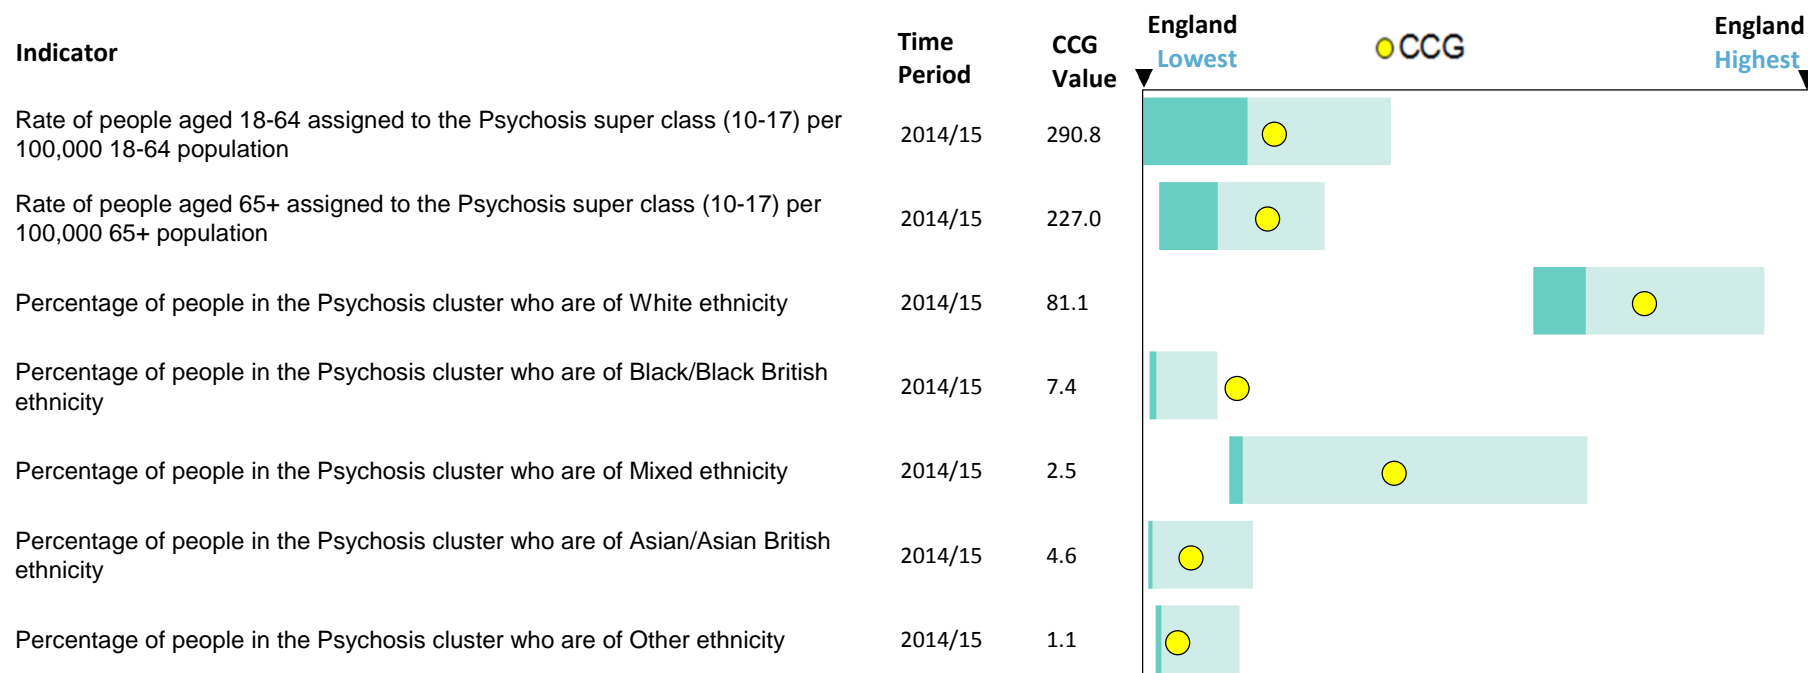 Indicator
Time Period
CCG Value
England Lowest
CCG
England Highest
Rate of people aged 18-64 assigned to the Psychosis super class (10-17) per
100,000 18-64 population
2014/15
290.8
Rate of people aged 65+ assigned to the Psychosis super class (10-17) per
100,000 65+ population
2014/15
227.0
Percentage of people in the Psychosis cluster who are of White ethnicity
2014/15
81.1
Percentage of people in the Psychosis cluster who are of Black/Black British
ethnicity
2014/15
7.4
Percentage of people in the Psychosis cluster who are of Mixed ethnicity
2014/15
2.5
Percentage of people in the Psychosis cluster who are of Asian/Asian British
ethnicity
2014/15
4.6
Percentage of people in the Psychosis cluster who are of Other ethnicity
2014/15
1.1